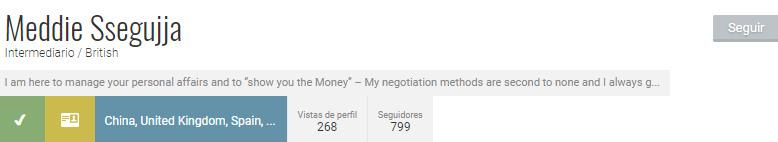 Meddie Ssegujja
Seguir
Intermediario / British
I am here to manage your personal affairs and to “show you the Money” – My negotiation methods are second to none and I always g...
China, United Kingdom, Spain, ...
Vistas de perfil
268
Seguidores
799